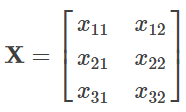 X = [ x₁₁ x₁₂
x₂₁ x₂₂
x₃₁ x₃₂ ]